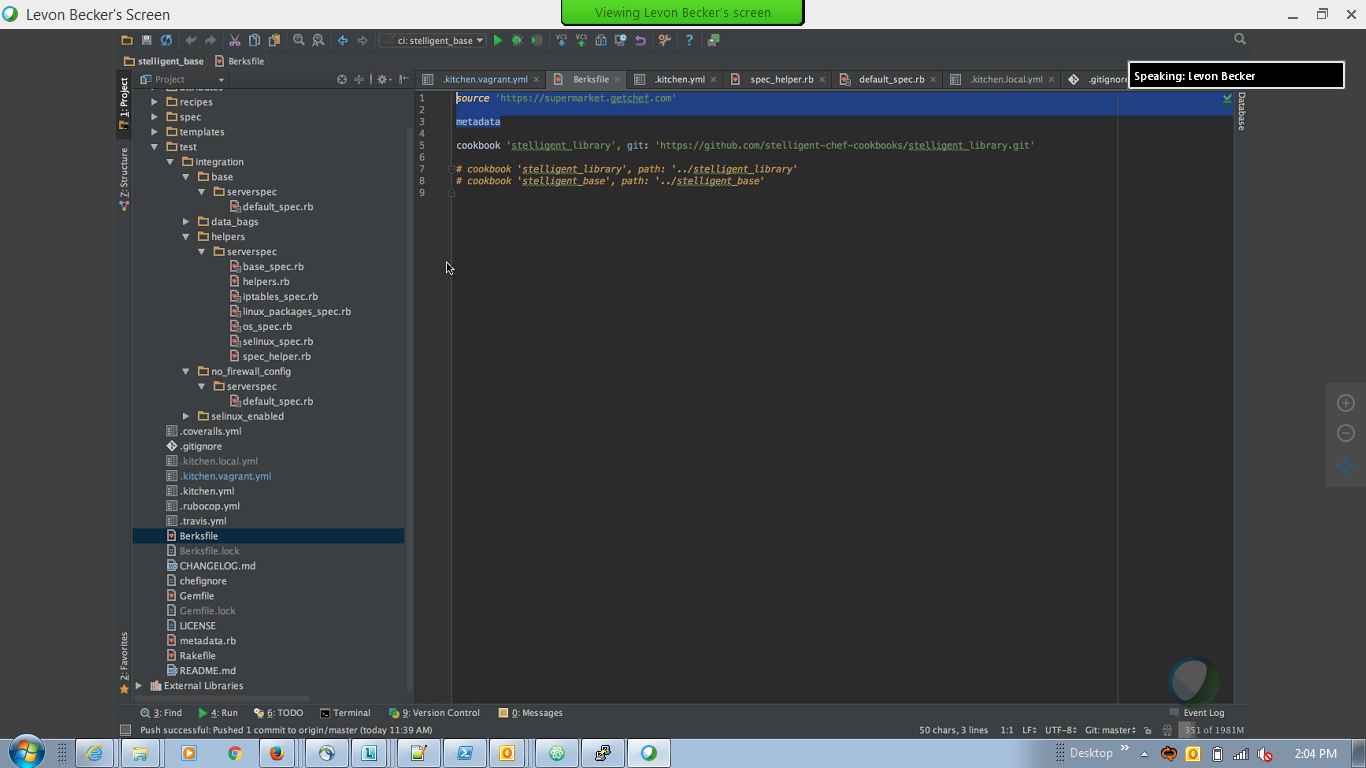 Levon Becker's Screen
Viewing Levon Becker's screen
ci: stelligent_base
VCS
VCS
stelligent_base
Berksfile
Speaking: Levon Becker
1: Project
Project
.kitchen.vagrant.yml
Berksfile
.kitchen.yml
spec_helper.rb
default_spec.rb
.kitchen.local.yml
.gitignore
Database
recipes
spec
templates
test
integration
base
serverspec
default_spec.rb
data_bags
helpers
serverspec
base_spec.rb
helpers.rb
iptables_spec.rb
linux_packages_spec.rb
os_spec.rb
selinux_spec.rb
spec_helper.rb
no_firewall_config
serverspec
default_spec.rb
selinux_enabled
.coveralls.yml
.gitignore
.kitchen.local.yml
.kitchen.vagrant.yml
.kitchen.yml
.rubocop.yml
.travis.yml
Berksfile
Berksfile.lock
CHANGELOG.md
chefignore
Gemfile
Gemfile.lock
LICENSE
metadata.rb
Rakefile
README.md
External Libraries
Z: Structure
2: Favorites
1 source 'https://supermarket.getchef.com'
2
3 metadata
4
5 cookbook 'stelligent_library', git: 'https://github.com/stelligent-chef-cookbooks/stelligent_library.git'
6
7 # cookbook 'stelligent_library', path: '../stelligent_library'
8 # cookbook 'stelligent_base', path: '../stelligent_base'
9
3: Find
4: Run
6: TODO
Terminal
9: Version Control
0: Messages
Event Log
Push successful: Pushed 1 commit to origin/master (today 11:39 AM)
50 chars, 3 lines
1:1
LF
UTF-8
Git: master
351 of 1981M
Desktop
2:04 PM